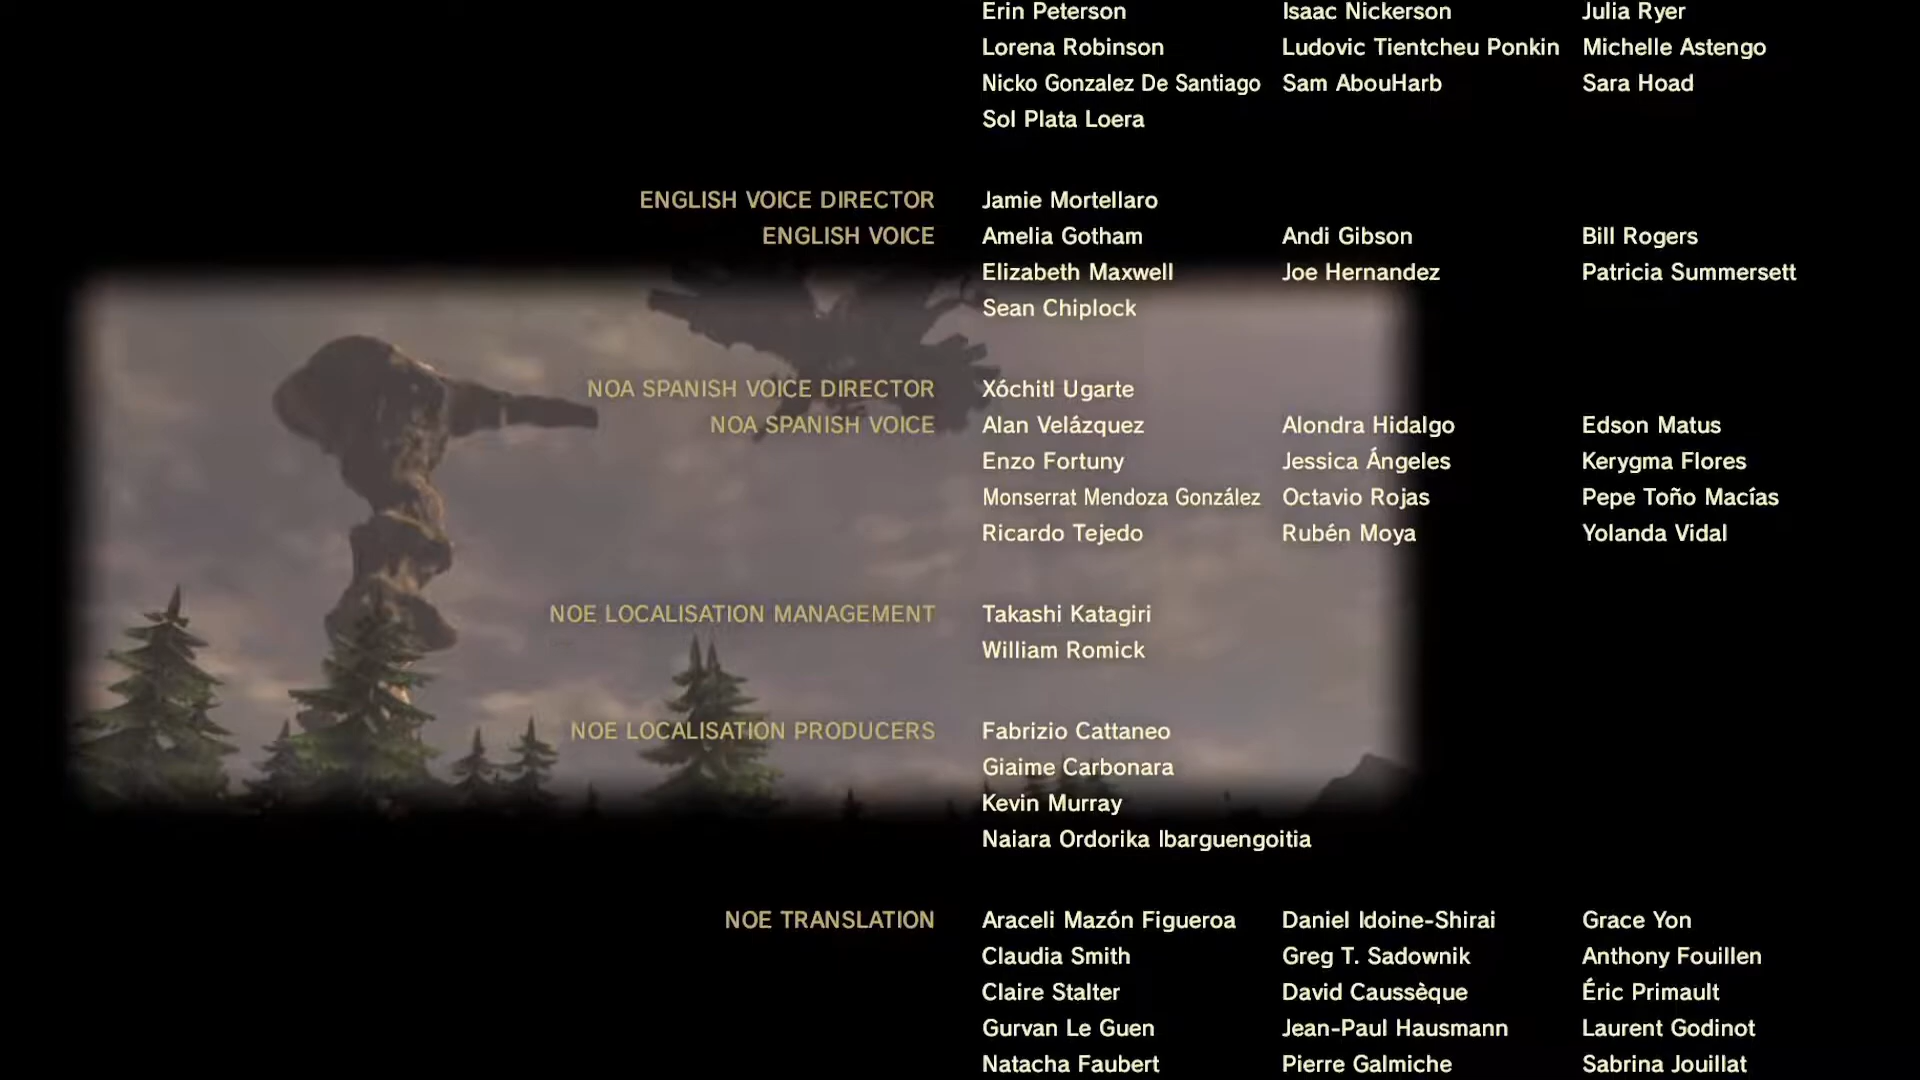 Erin Peterson Isaac Nickerson Julia Ryer
Lorena Robinson Ludovic Tientcheu Ponkin Michelle Astengo
Nicko Gonzalez De Santiago Sam AbouHarb Sara Hoad
Sol Plata Loera
ENGLISH VOICE DIRECTOR Jamie Mortellaro
ENGLISH VOICE Amelia Gotham Andi Gibson Bill Rogers
Elizabeth Maxwell Joe Hernandez Patricia Summersett
Sean Chiplock
NOA SPANISH VOICE DIRECTOR Xóchitl Ugarte
NOA SPANISH VOICE Alan Velázquez Alondra Hidalgo Edson Matus
Enzo Fortuny Jessica Ángeles Kerygma Flores
Monserrat Mendoza González Octavio Rojas Pepe Toño Macías
Ricardo Tejedo Rubén Moya Yolanda Vidal
NOE LOCALISATION MANAGEMENT Takashi Katagiri
William Romick
NOE LOCALISATION PRODUCERS Fabrizio Cattaneo
Giaime Carbonara
Kevin Murray
Naiara Ordorika Ibarguengoitia
NOE TRANSLATION Araceli Mazón Figueroa Daniel Idoine-Shirai Grace Yon
Claudia Smith Greg T. Sadownik Anthony Fouillen
Claire Stalter David Caussèque Éric Primault
Gurvan Le Guen Jean-Paul Hausmann Laurent Godinot
Natacha Faubert Pierre Galmiche Sabrina Jouillat